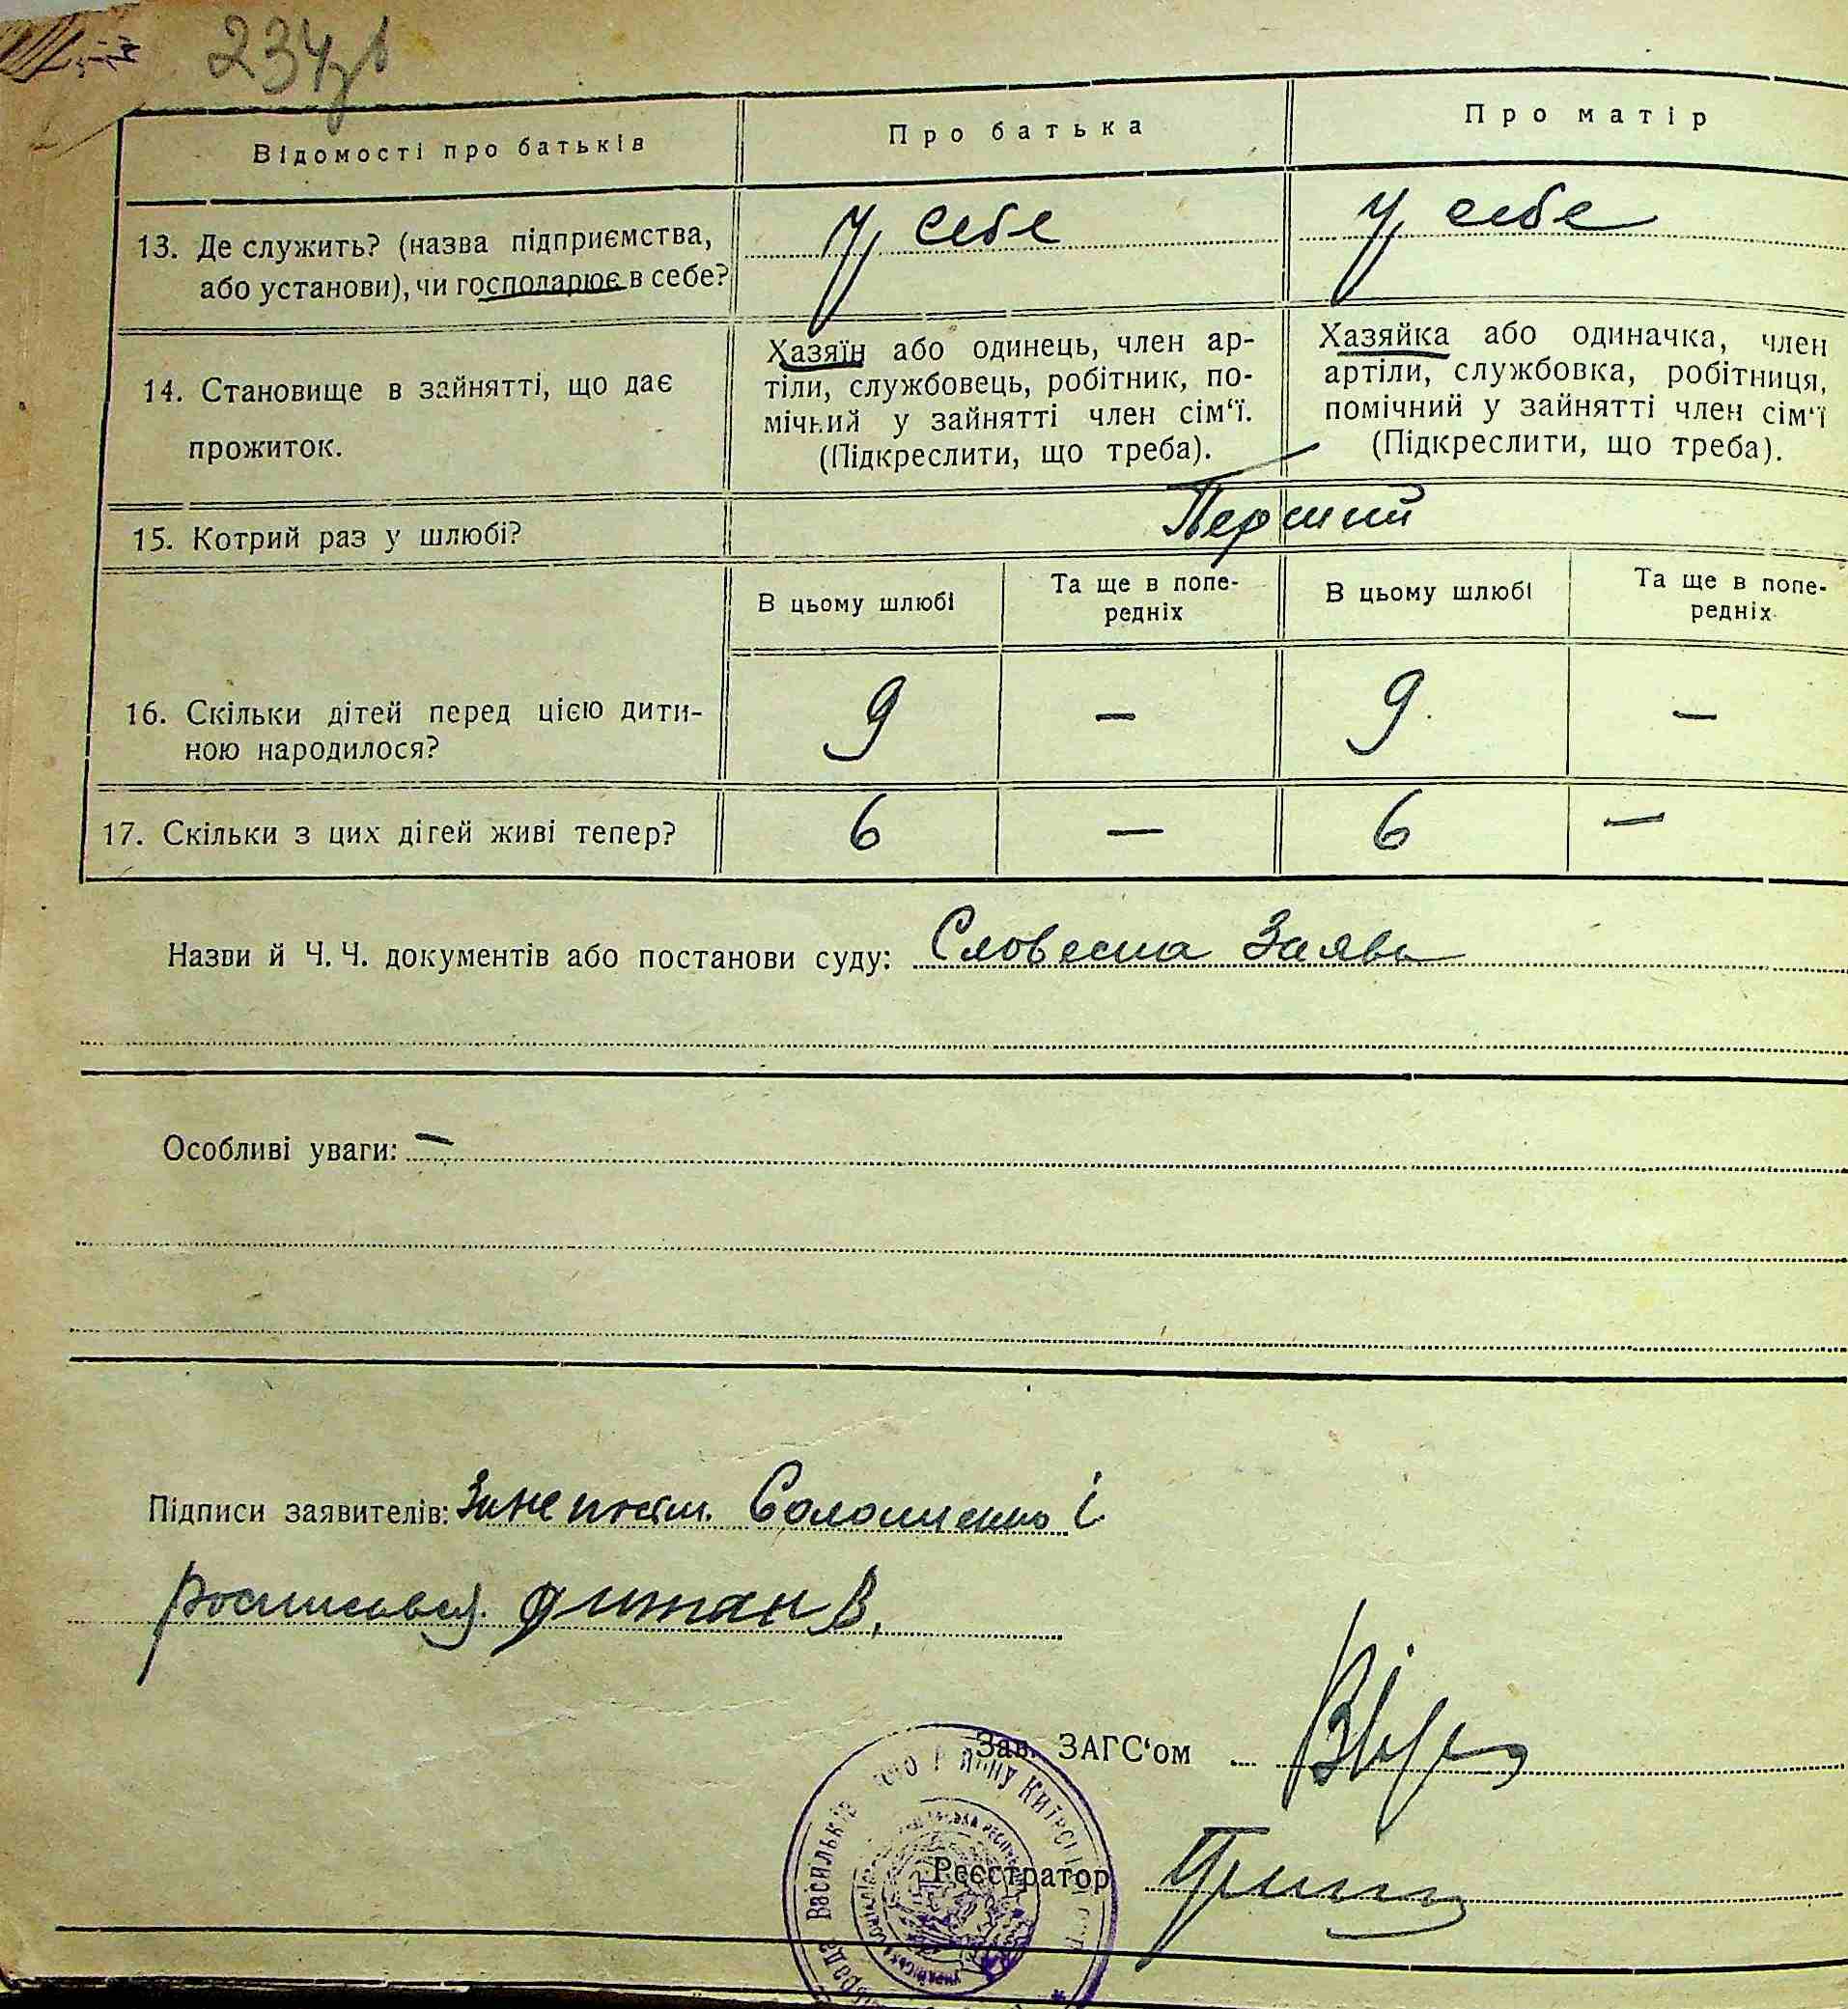 234
Відомості про батьків
Про батька
Про матір
13. Де служить? (назва підприємства,
або установи), чи господарює в себе?
У себе
У себе
14. Становище в зайнятті, що дає
прожиток.
Хазяїн або одинець, член ар-
тіли, службовець, робітник, по-
мічний у зайнятті член сім‘ї.
(Підкреслити, що треба).
Хазяйка або одиначка, член
артіли, службовка, робітниця,
помічний у зайнятті член сім‘ї
(Підкреслити, що треба).
15. Котрий раз у шлюбі?
Перший
В цьому шлюбі
Та ще в попе-
редніх
В цьому шлюбі
Та ще в попе-
редніх
16. Скільки дітей перед цією дити-
ною народилося?
9 — 9 —
17. Скільки з цих дітей живі тепер?
6 — 6 —
Назви й Ч. Ч. документів або постанови суду: Словесна Заява
Особливі уваги: —
Підписи заявителів: За неписм. Соломиенко і
росписався. В.
Зав. ЗАГС‘ом
Реєстратор